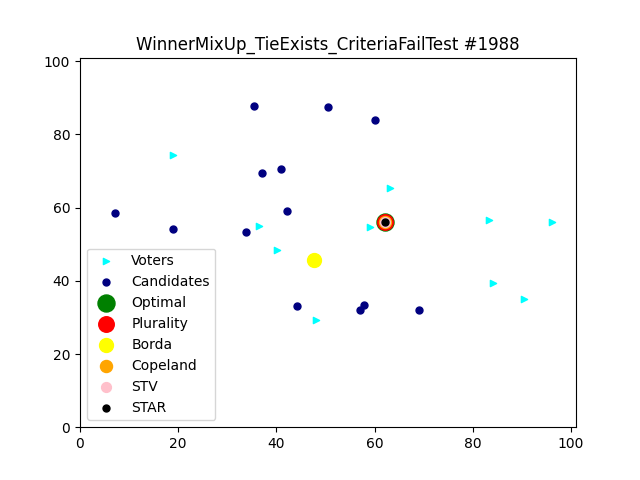 WinnerMixUp_TieExists_CriteriaFailTest #1988
100
80
60
40
20
0
0 20 40 60 80 100
Voters
Candidates
Optimal
Plurality
Borda
Copeland
STV
STAR